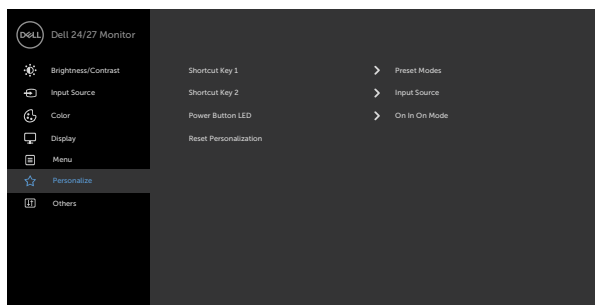 DELL Dell 24/27 Monitor
Brightness/Contrast Shortcut Key 1 Preset Modes
Input Source Shortcut Key 2 Input Source
Color Power Button LED On In On Mode
Display Reset Personalization
Menu
Personalize
Others